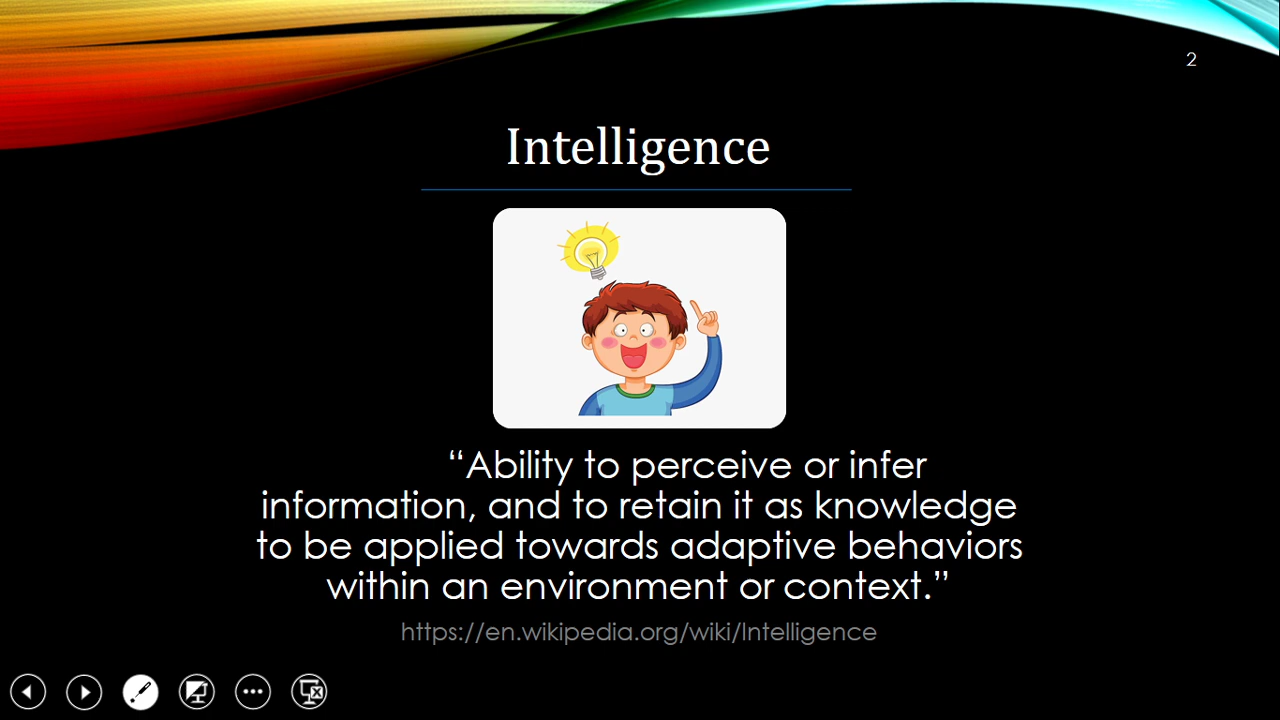 2
Intelligence
“Ability to perceive or infer
information, and to retain it as knowledge
to be applied towards adaptive behaviors
within an environment or context.”
https://en.wikipedia.org/wiki/Intelligence